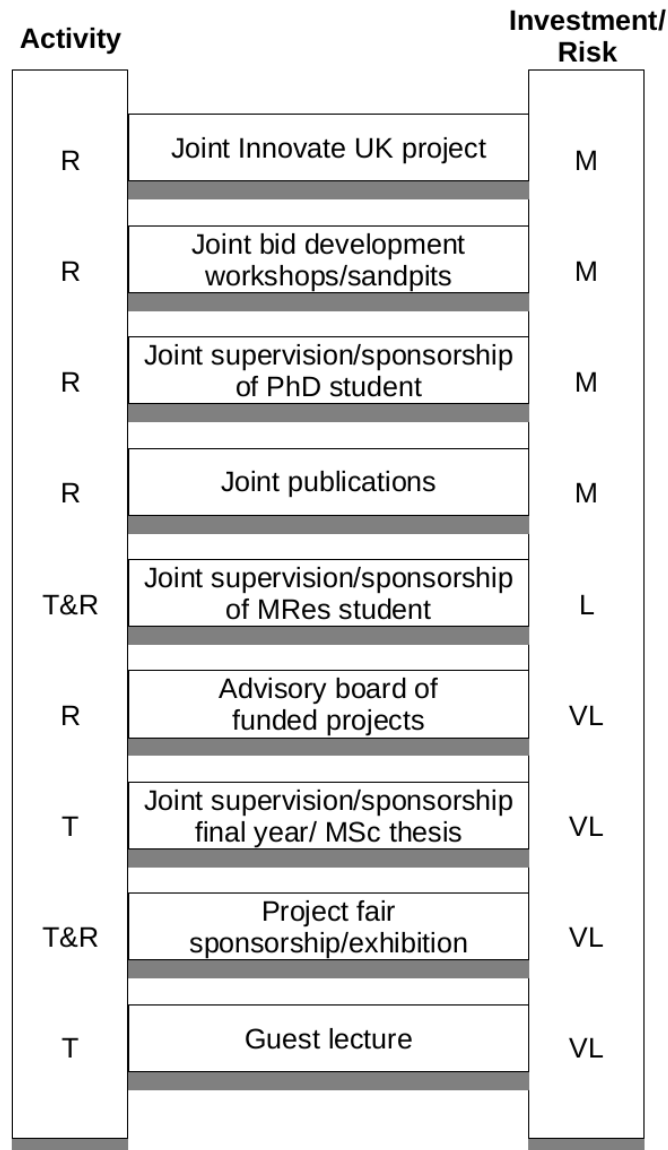 Activity
Investment/
Risk
R
Joint Innovate UK project
M
R
Joint bid development
workshops/sandpits
M
R
Joint supervision/sponsorship
of PhD student
M
R
Joint publications
M
T&R
Joint supervision/sponsorship
of MRes student
L
R
Advisory board of
funded projects
VL
T
Joint supervision/sponsorship
final year/ MSc thesis
VL
T&R
Project fair
sponsorship/exhibition
VL
T
Guest lecture
VL